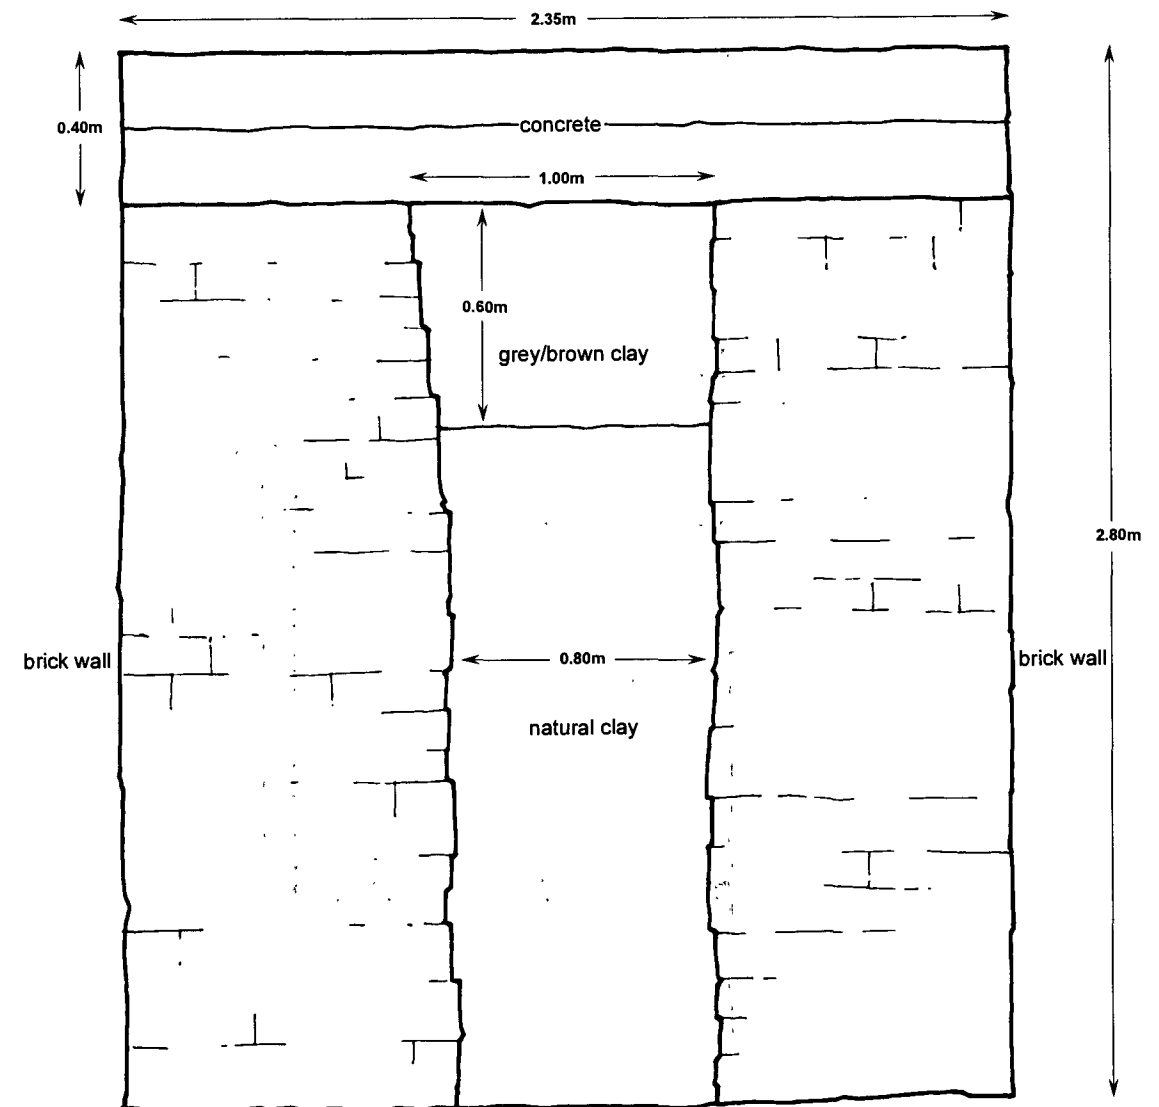 2.35m
0.40m
concrete
1.00m
0.60m
grey/brown clay
2.80m
brick wall
0.80m
brick wall
natural clay